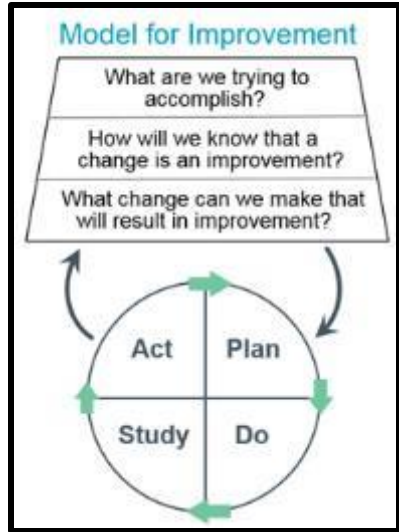 Model for Improvement
What are we trying to
accomplish?
How will we know that a
change is an improvement?
What change can we make that
will result in improvement?
Act
Plan
Study
Do